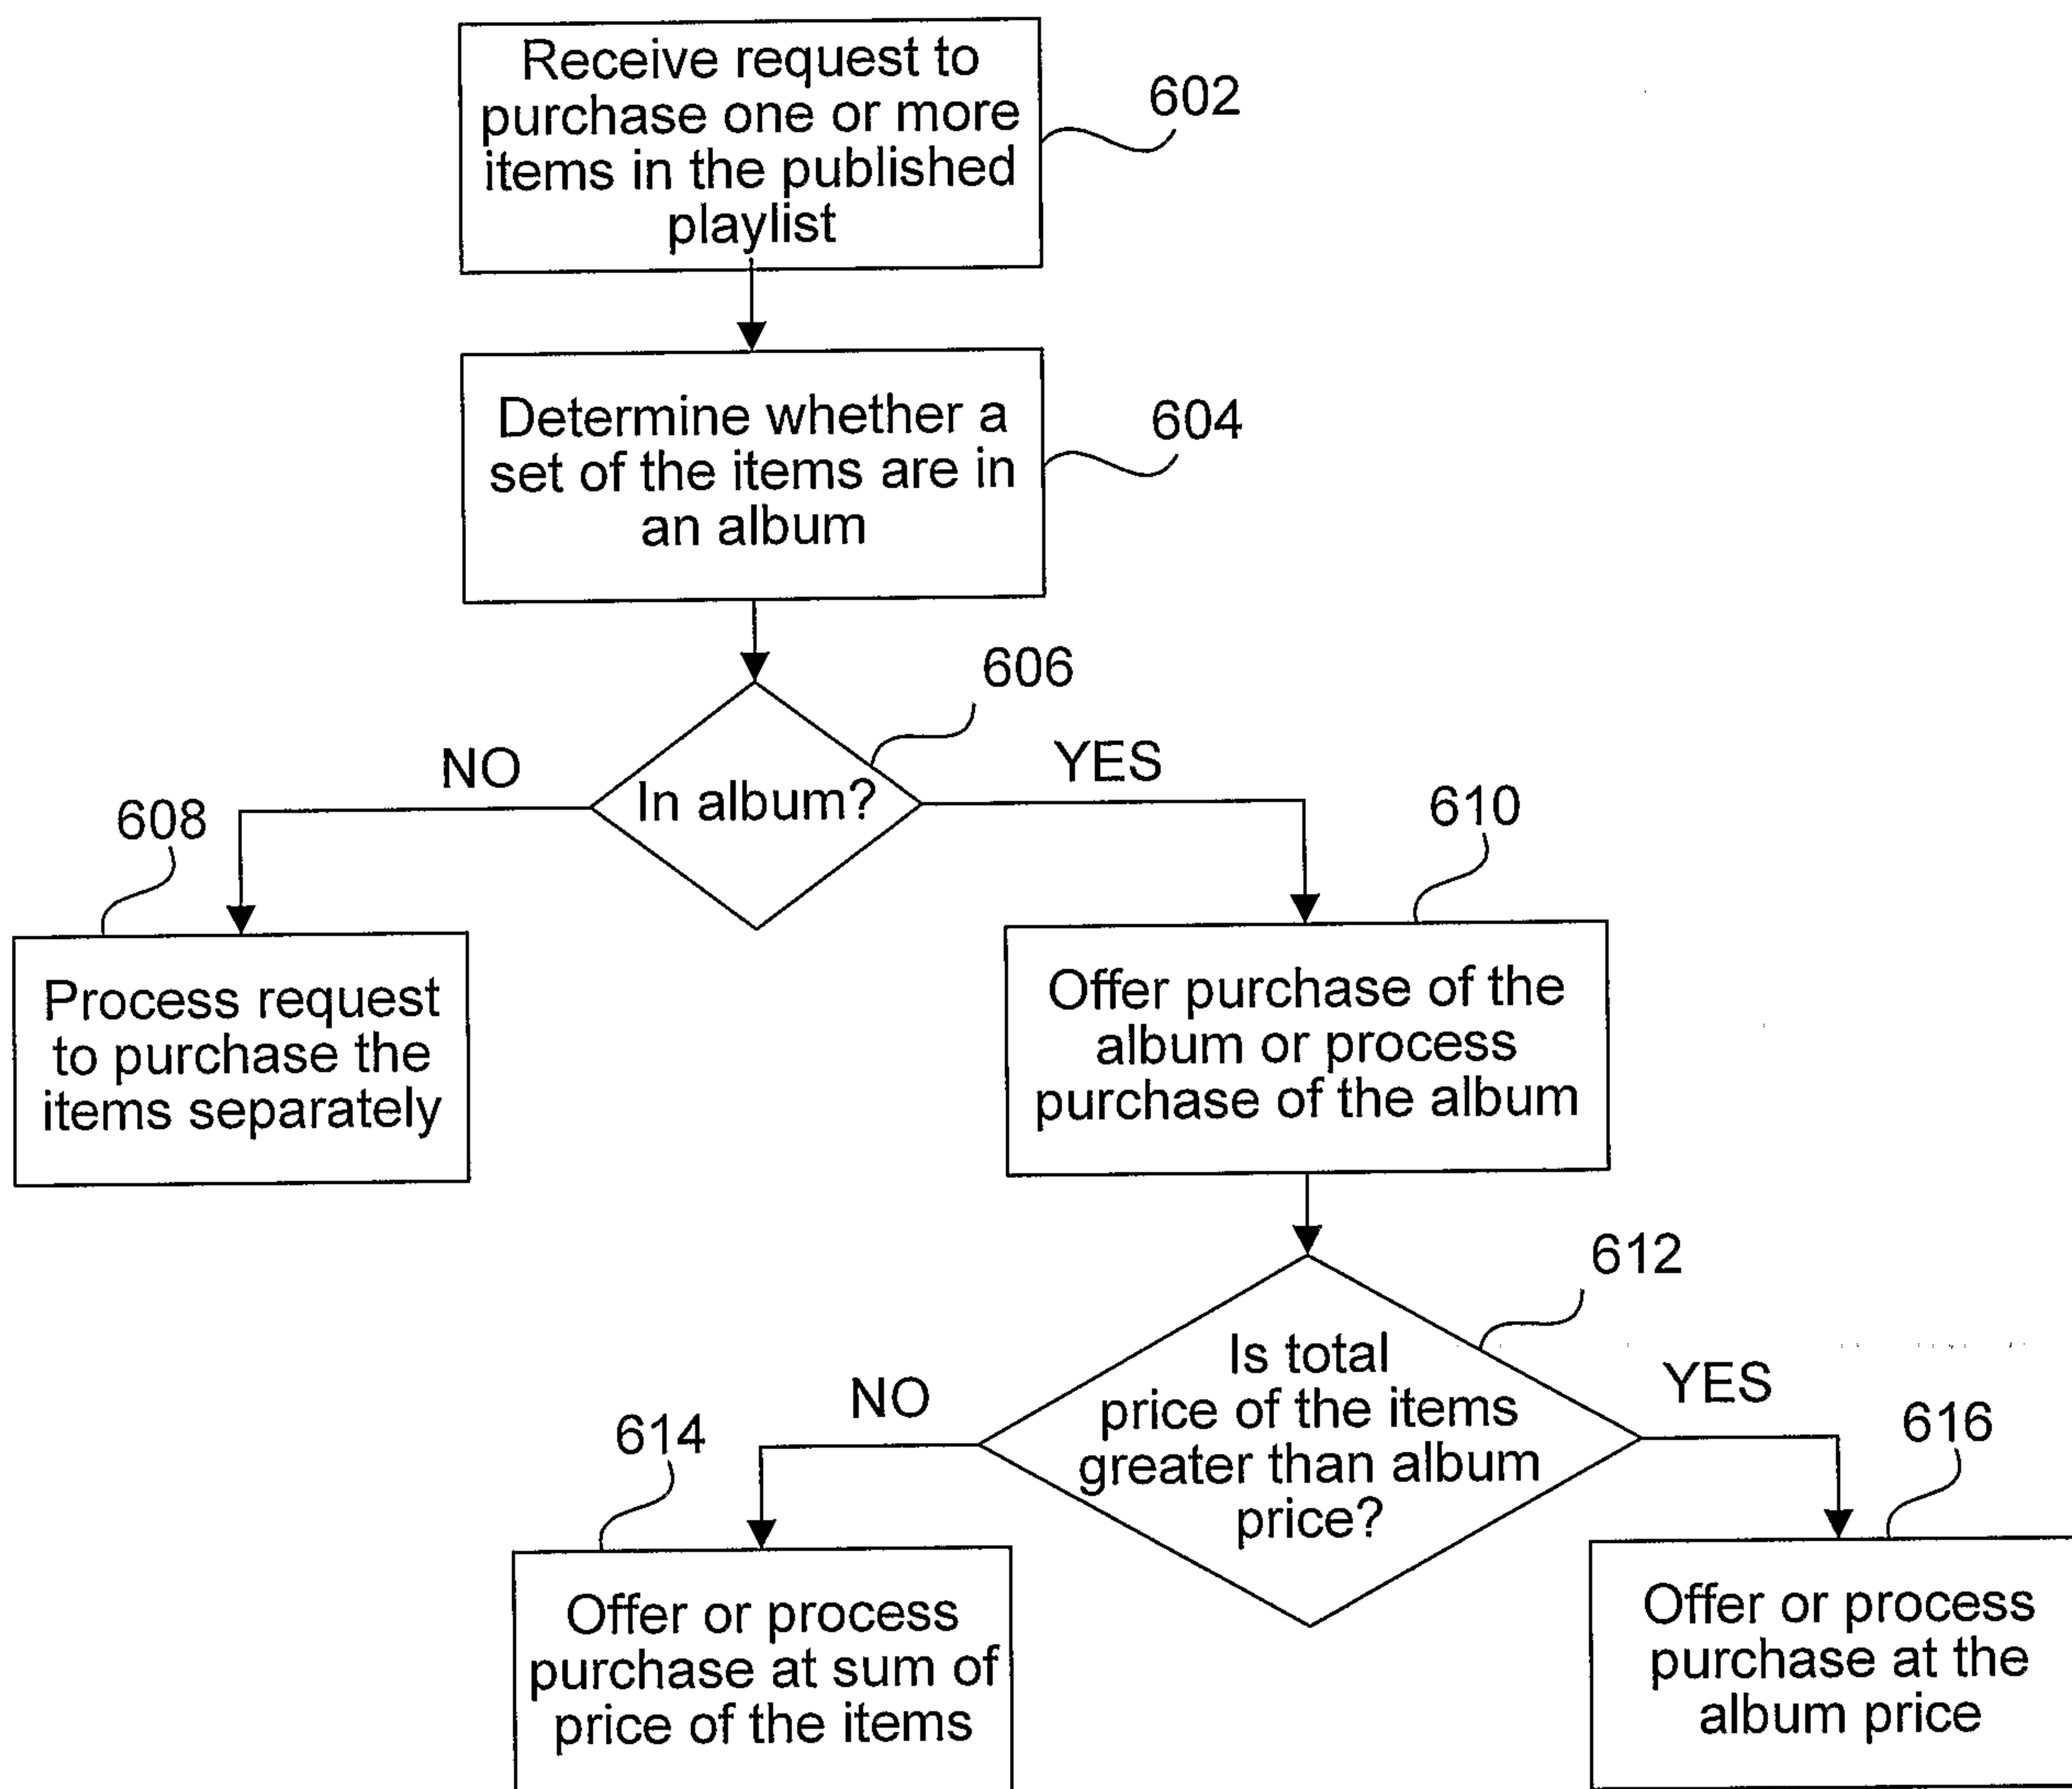 Receive request to
purchase one or more
items in the published
playlist
602
Determine whether a
set of the items are in
an album
604
606
In album?
NO
YES
608
Process request
to purchase the
items separately
610
Offer purchase of the
album or process
purchase of the album
612
Is total
price of the items
greater than album
price?
NO
YES
614
Offer or process
purchase at sum of
price of the items
616
Offer or process
purchase at the
album price